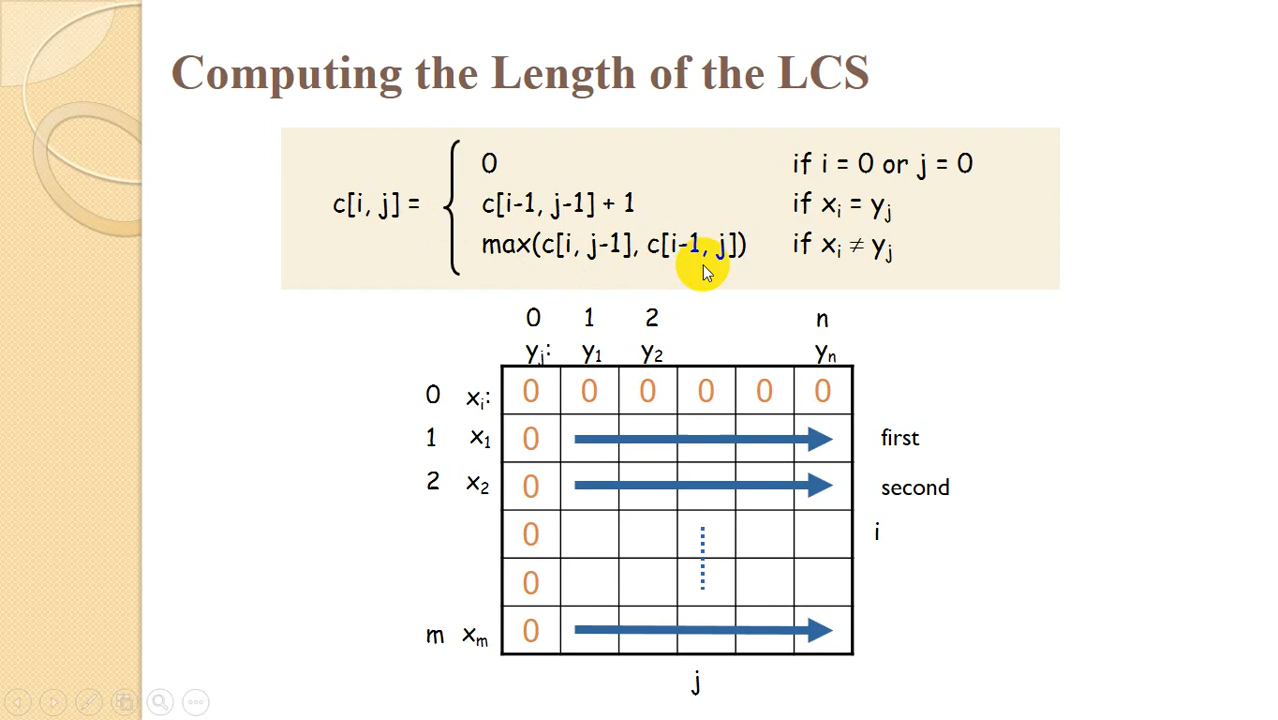 Computing the Length of the LCS
0 if i = 0 or j = 0
c[i, j] = c[i-1, j-1] + 1 if xi = yj
max(c[i, j-1], c[i-1, j]) if xi ≠ yj
0 1 2 n
yj: y1 y2 yn
0 xi: 0 0 0 0 0 0
1 x1 0 first
2 x2 0 second
0 i
0
m xm 0
j